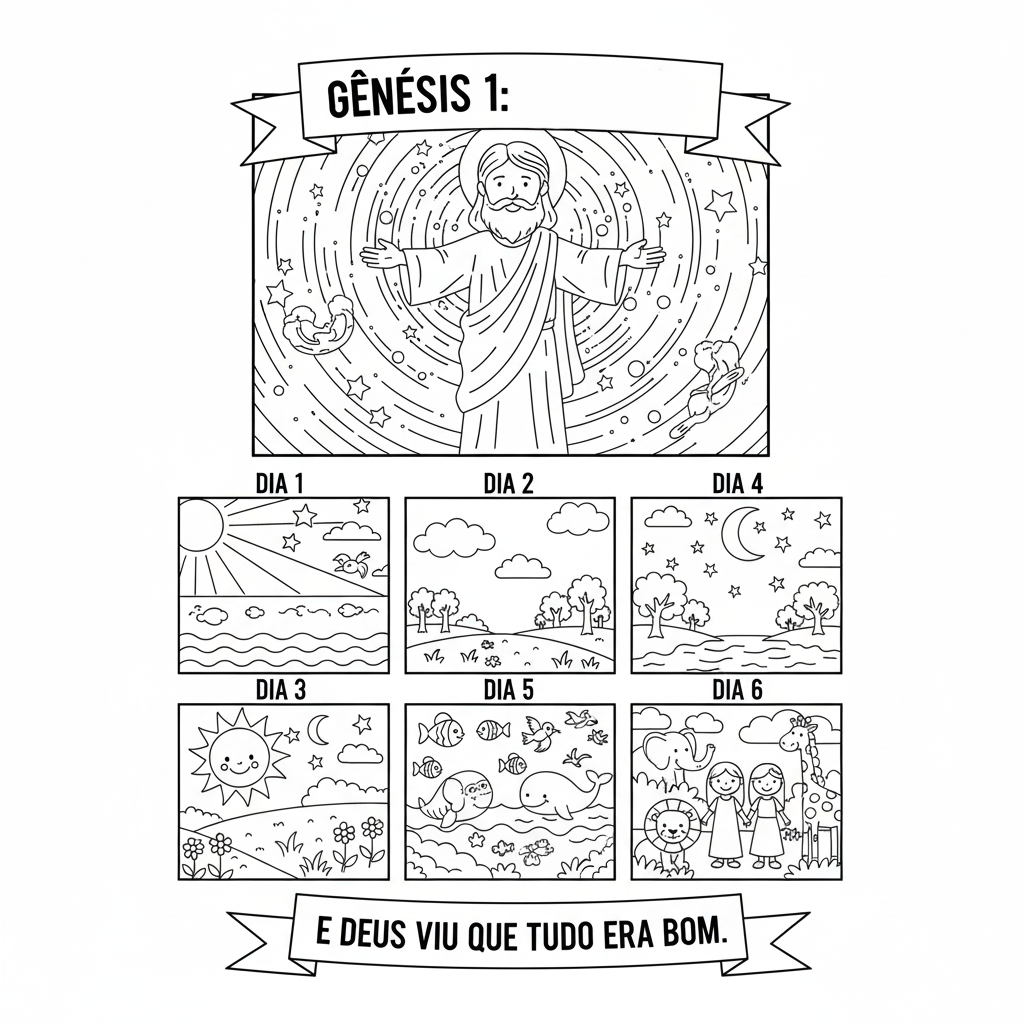 GÊNÉSIS 1:
DIA 1
DIA 2
DIA 4
DIA 3
DIA 5
DIA 6
E DEUS VIU QUE TUDO ERA BOM.